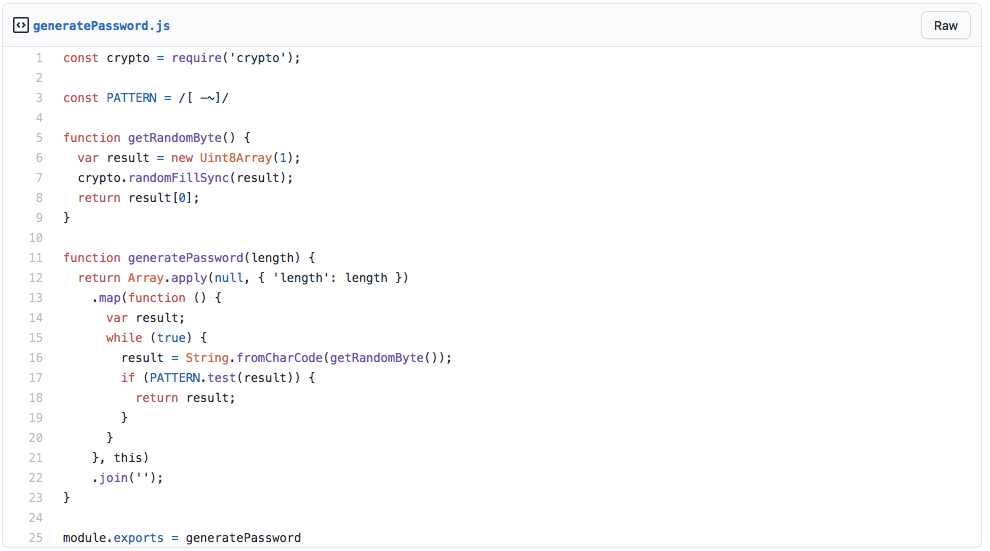 generatePassword.js
Raw
1 const crypto = require('crypto');
2
3 const PATTERN = /[ –~]/
4
5 function getRandomByte() {
6 var result = new Uint8Array(1);
7 crypto.randomFillSync(result);
8 return result[0];
9 }
10
11 function generatePassword(length) {
12 return Array.apply(null, { 'length': length })
13 .map(function () {
14 var result;
15 while (true) {
16 result = String.fromCharCode(getRandomByte());
17 if (PATTERN.test(result)) {
18 return result;
19 }
20 }
21 }, this)
22 .join('');
23 }
24
25 module.exports = generatePassword